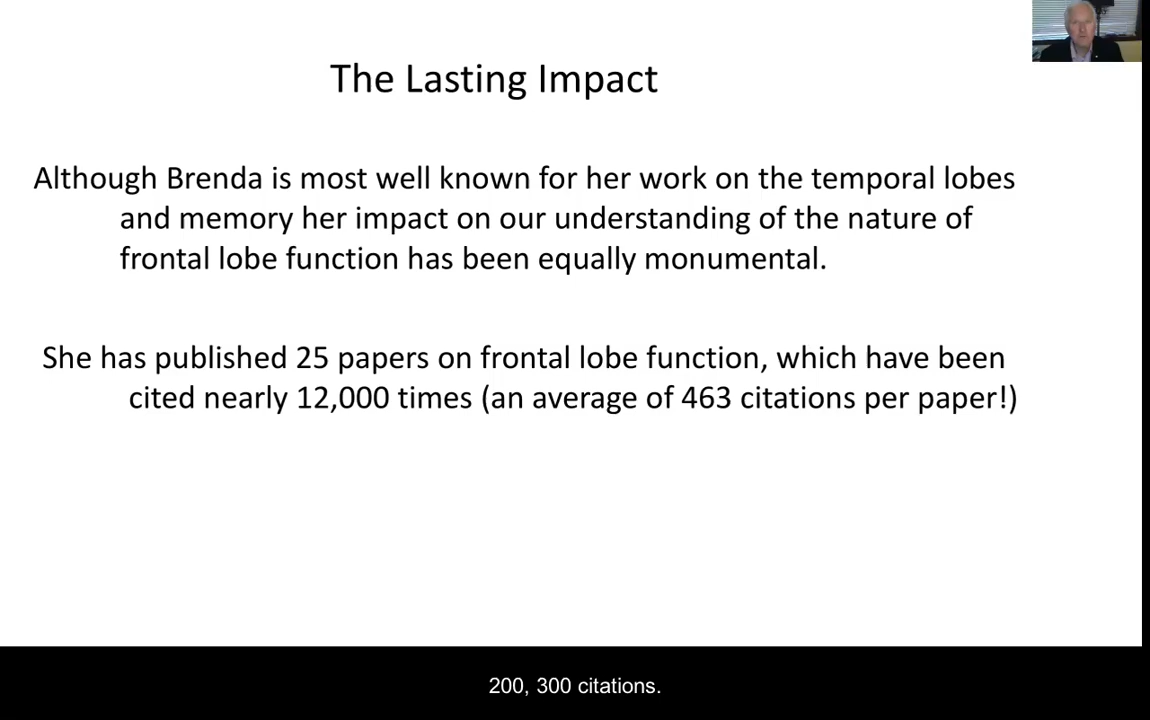 The Lasting Impact
Although Brenda is most well known for her work on the temporal lobes
and memory her impact on our understanding of the nature of
frontal lobe function has been equally monumental.
She has published 25 papers on frontal lobe function, which have been
cited nearly 12,000 times (an average of 463 citations per paper!)
200, 300 citations.